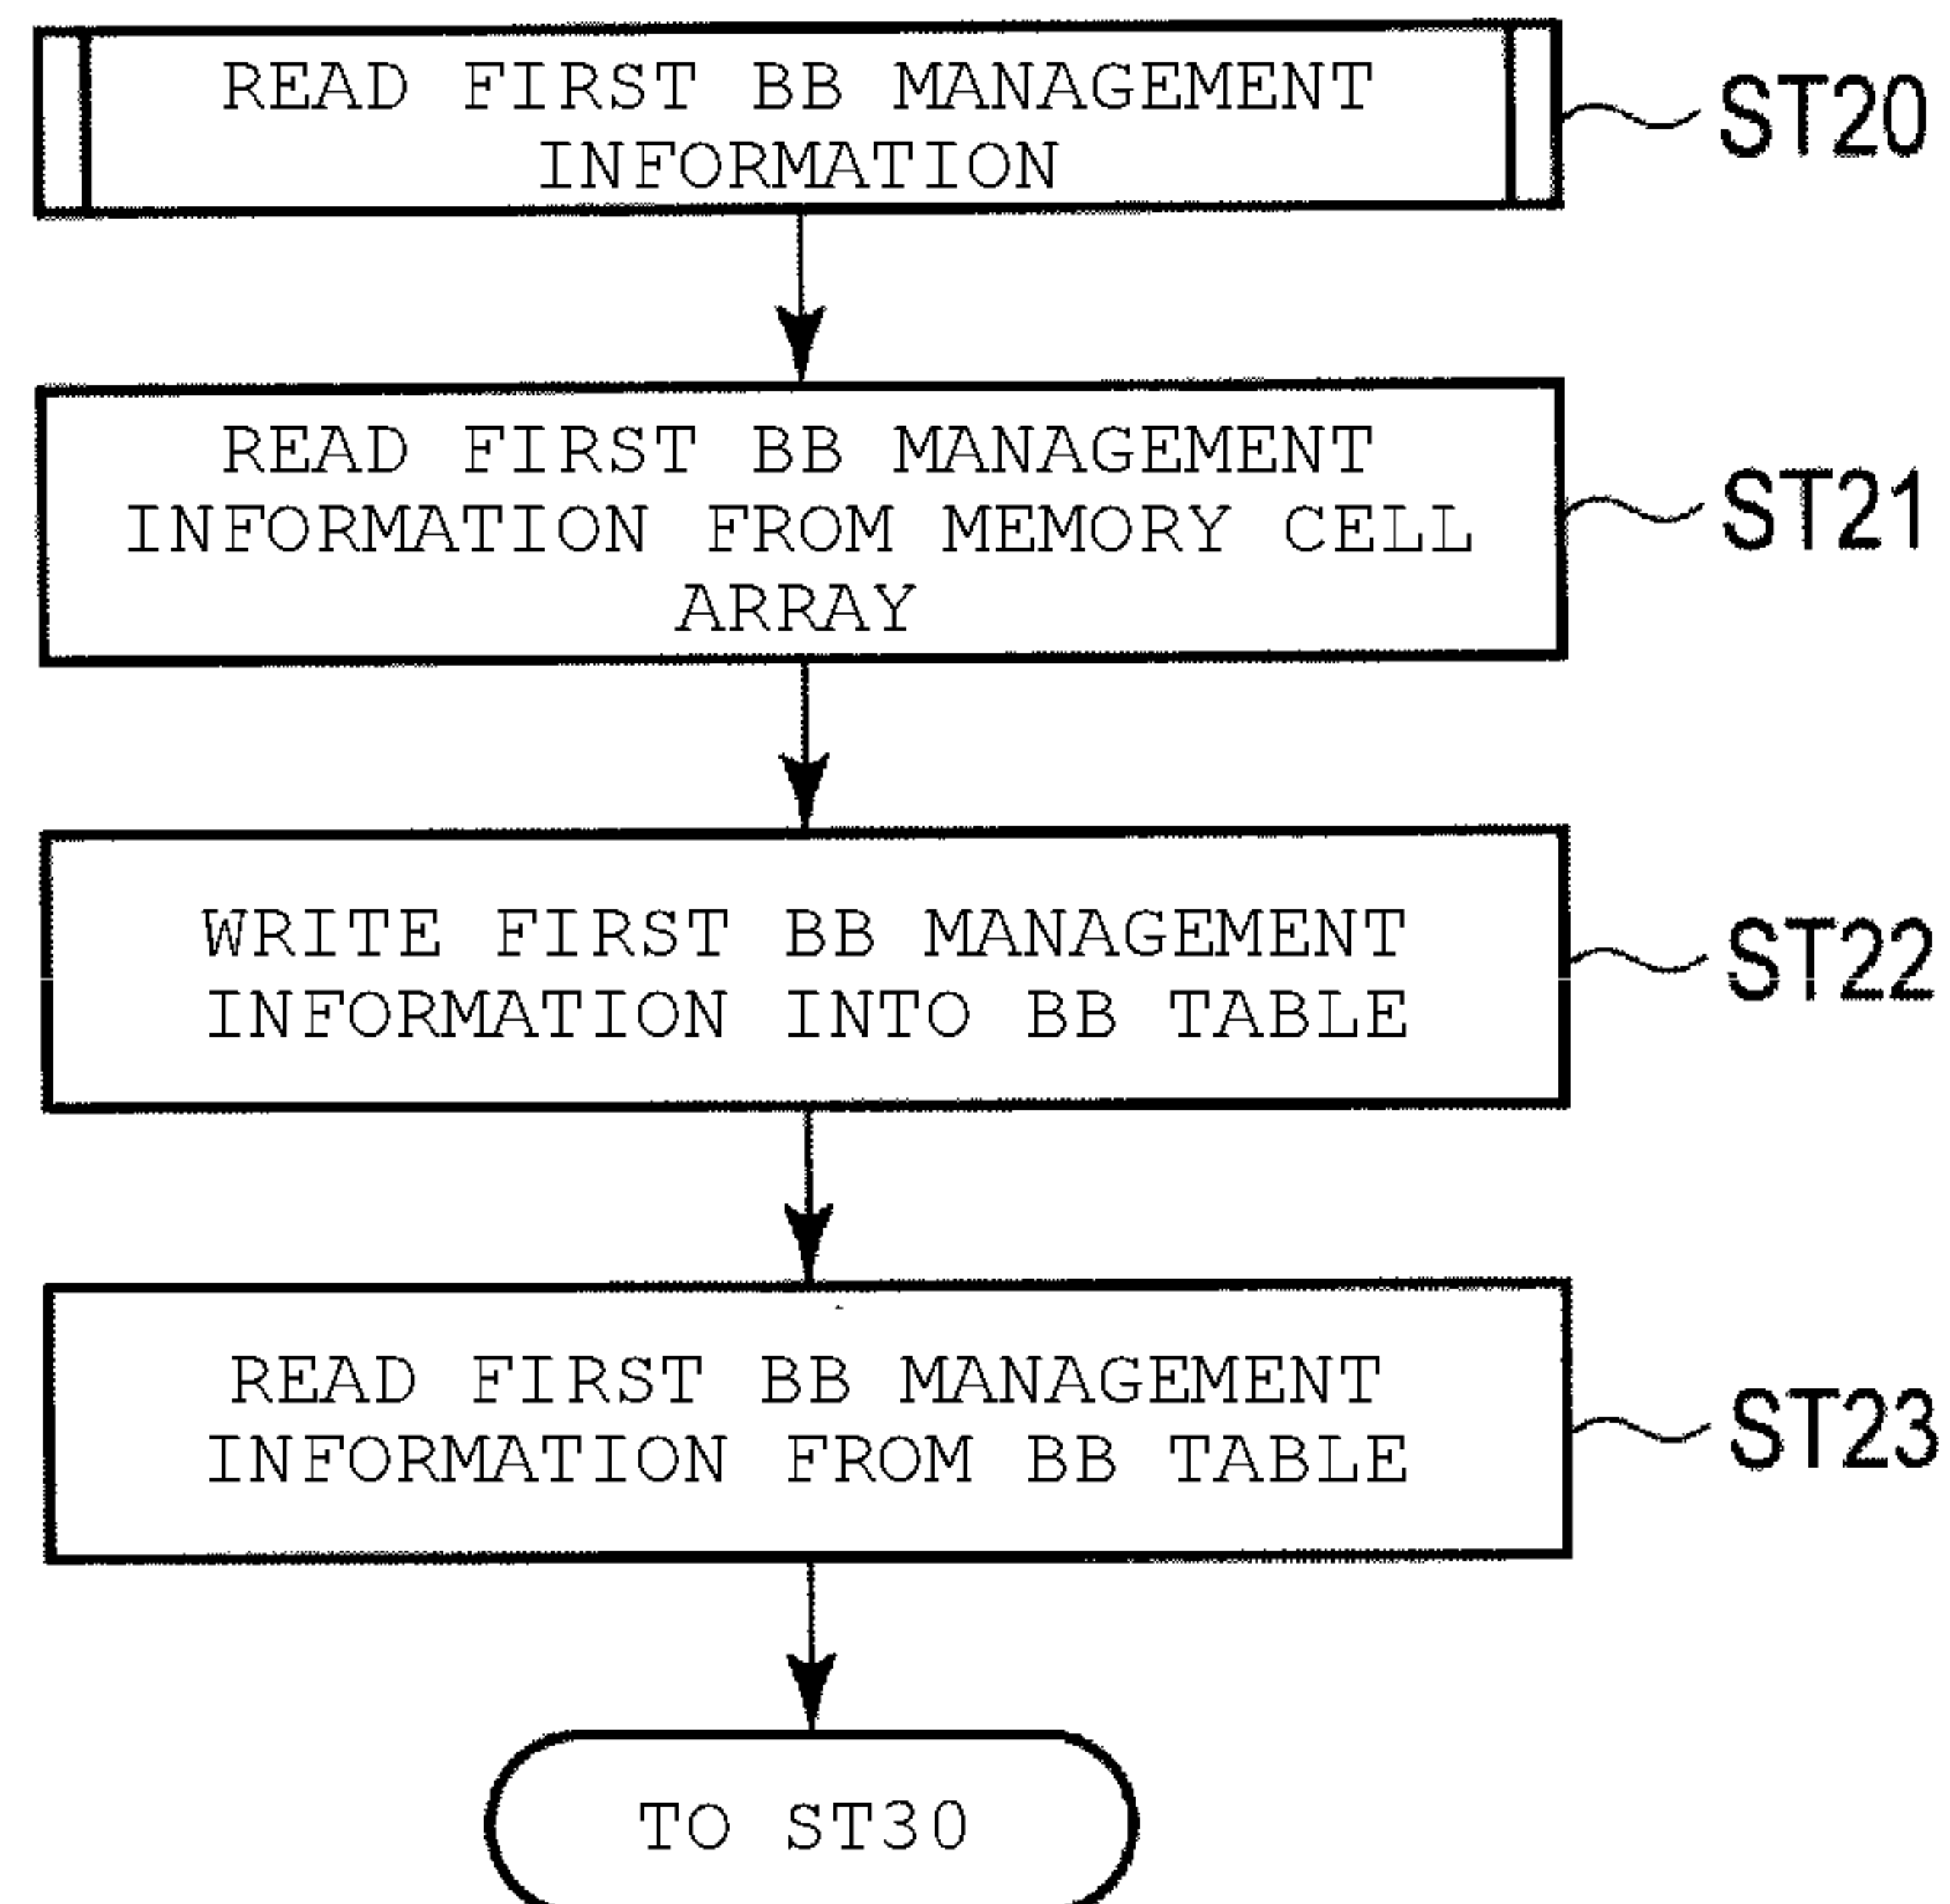 READ FIRST BB MANAGEMENT
INFORMATION
ST20
READ FIRST BB MANAGEMENT
INFORMATION FROM MEMORY CELL
ARRAY
ST21
WRITE FIRST BB MANAGEMENT
INFORMATION INTO BB TABLE
ST22
READ FIRST BB MANAGEMENT
INFORMATION FROM BB TABLE
ST23
TO ST30